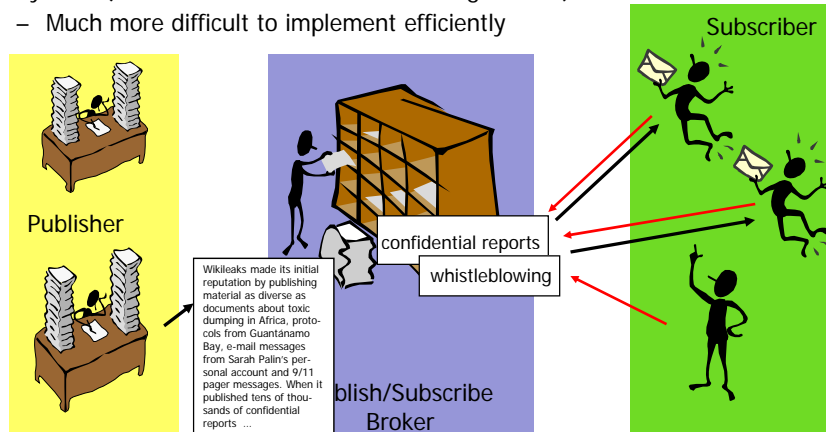 – Much more difficult to implement efficiently
Subscriber
Publisher
confidential reports
whistleblowing
Wikileaks made its initial
reputation by publishing
material as diverse as
documents about toxic
dumping in Africa, proto-
cols from Guantánamo
Bay, e-mail messages
from Sarah Palin's per-
sonal account and 9/11
pager messages. When it
published tens of thou-
sands of confidential
reports ...
blish/Subscribe
Broker